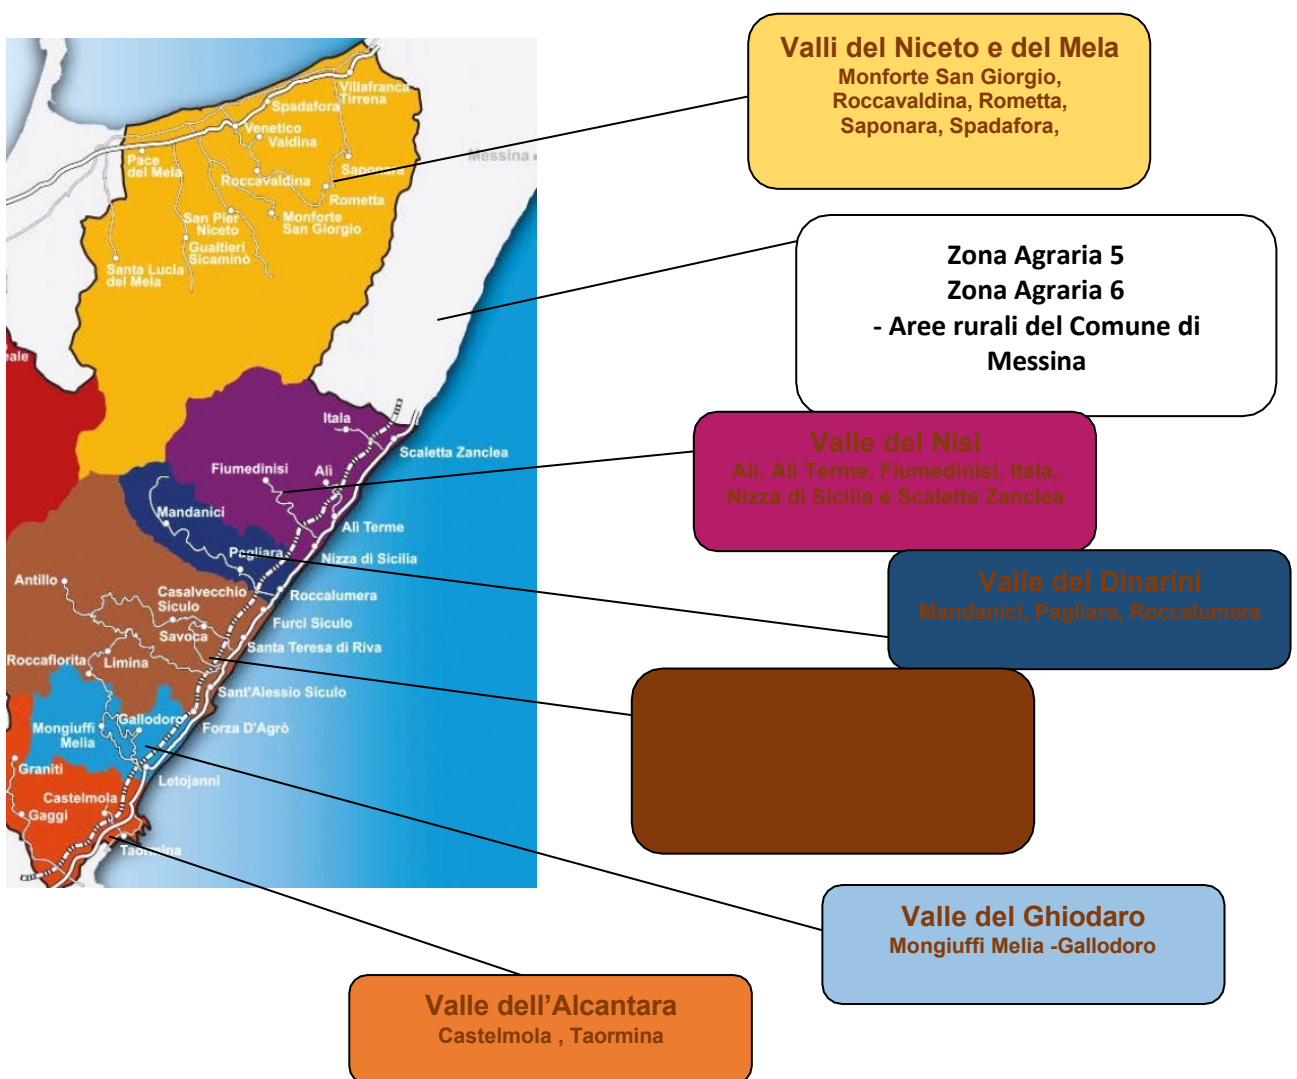 Villafranca
Tirrena
Spadafora
Venetico
Valdina
Pace
del Mela
Saponara
Messina
Roccavaldina
Rometta
San Pier
Niceto
Monforte
San Giorgio
Gualtieri
Sicaminò
Santa Lucia
del Mela
eale
Itala
Scaletta Zanclea
Fiumedinisi
Alì
Mandanici
Alì Terme
Pagliara
Nizza di Sicilia
Antillo
Casalvecchio
Siculo
Roccalumera
Furci Siculo
Savoca
Santa Teresa di Riva
Roccafiorita
Limina
Sant'Alessio Siculo
Gallodoro
Mongiuffi
Melia
Forza D'Agrò
Graniti
Letojanni
Castelmola
Gaggi
Taormina
Valli del Niceto e del Mela
Monforte San Giorgio,
Roccavaldina, Rometta,
Saponara, Spadafora,
Zona Agraria 5
Zona Agraria 6
- Aree rurali del Comune di
Messina
Valle del Nisi
Alì, Alì Terme, Fiumedinisi, Itala,
Nizza di Sicilia e Scaletta Zanclea
Valle del Dinarini
Mandanici, Pagliara, Roccalumera
Valle del Ghiodaro
Mongiuffi Melia -Gallodoro
Valle dell’Alcantara
Castelmola , Taormina